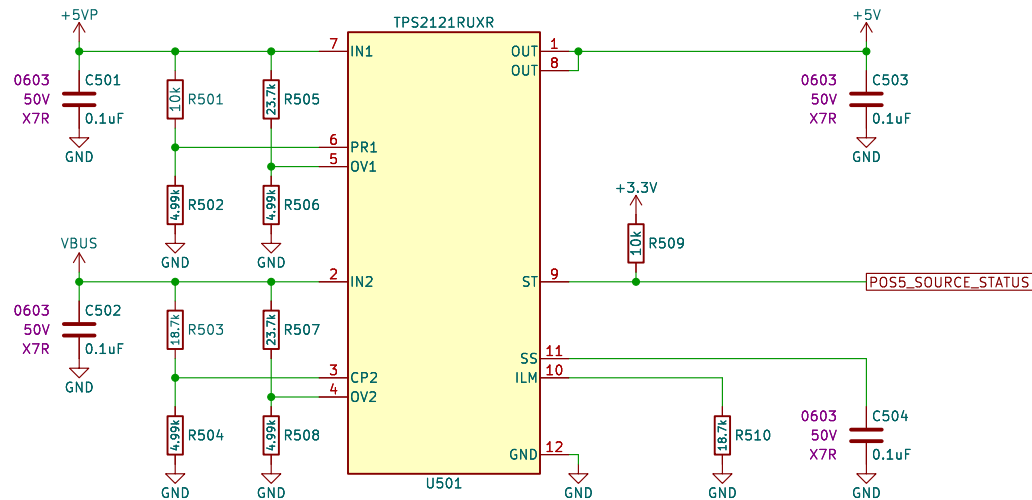 TPS2121RUXR
+5VP
+5V
7
IN1
OUT
1
OUT
8
0603
50V
X7R
C501
0.1uF
GND
10k
R501
23.7k
R505
0603
50V
X7R
C503
0.1uF
GND
6
PR1
5
OV1
4.99k
R502
GND
4.99k
R506
GND
+3.3V
10k
R509
VBUS
2
IN2
ST
9
POS5_SOURCE_STATUS
0603
50V
X7R
C502
0.1uF
GND
18.7k
R503
23.7k
R507
SS
11
ILM
10
3
CP2
4
OV2
4.99k
R504
GND
4.99k
R508
GND
GND
12
GND
18.7k
R510
GND
0603
50V
X7R
C504
0.1uF
GND
U501